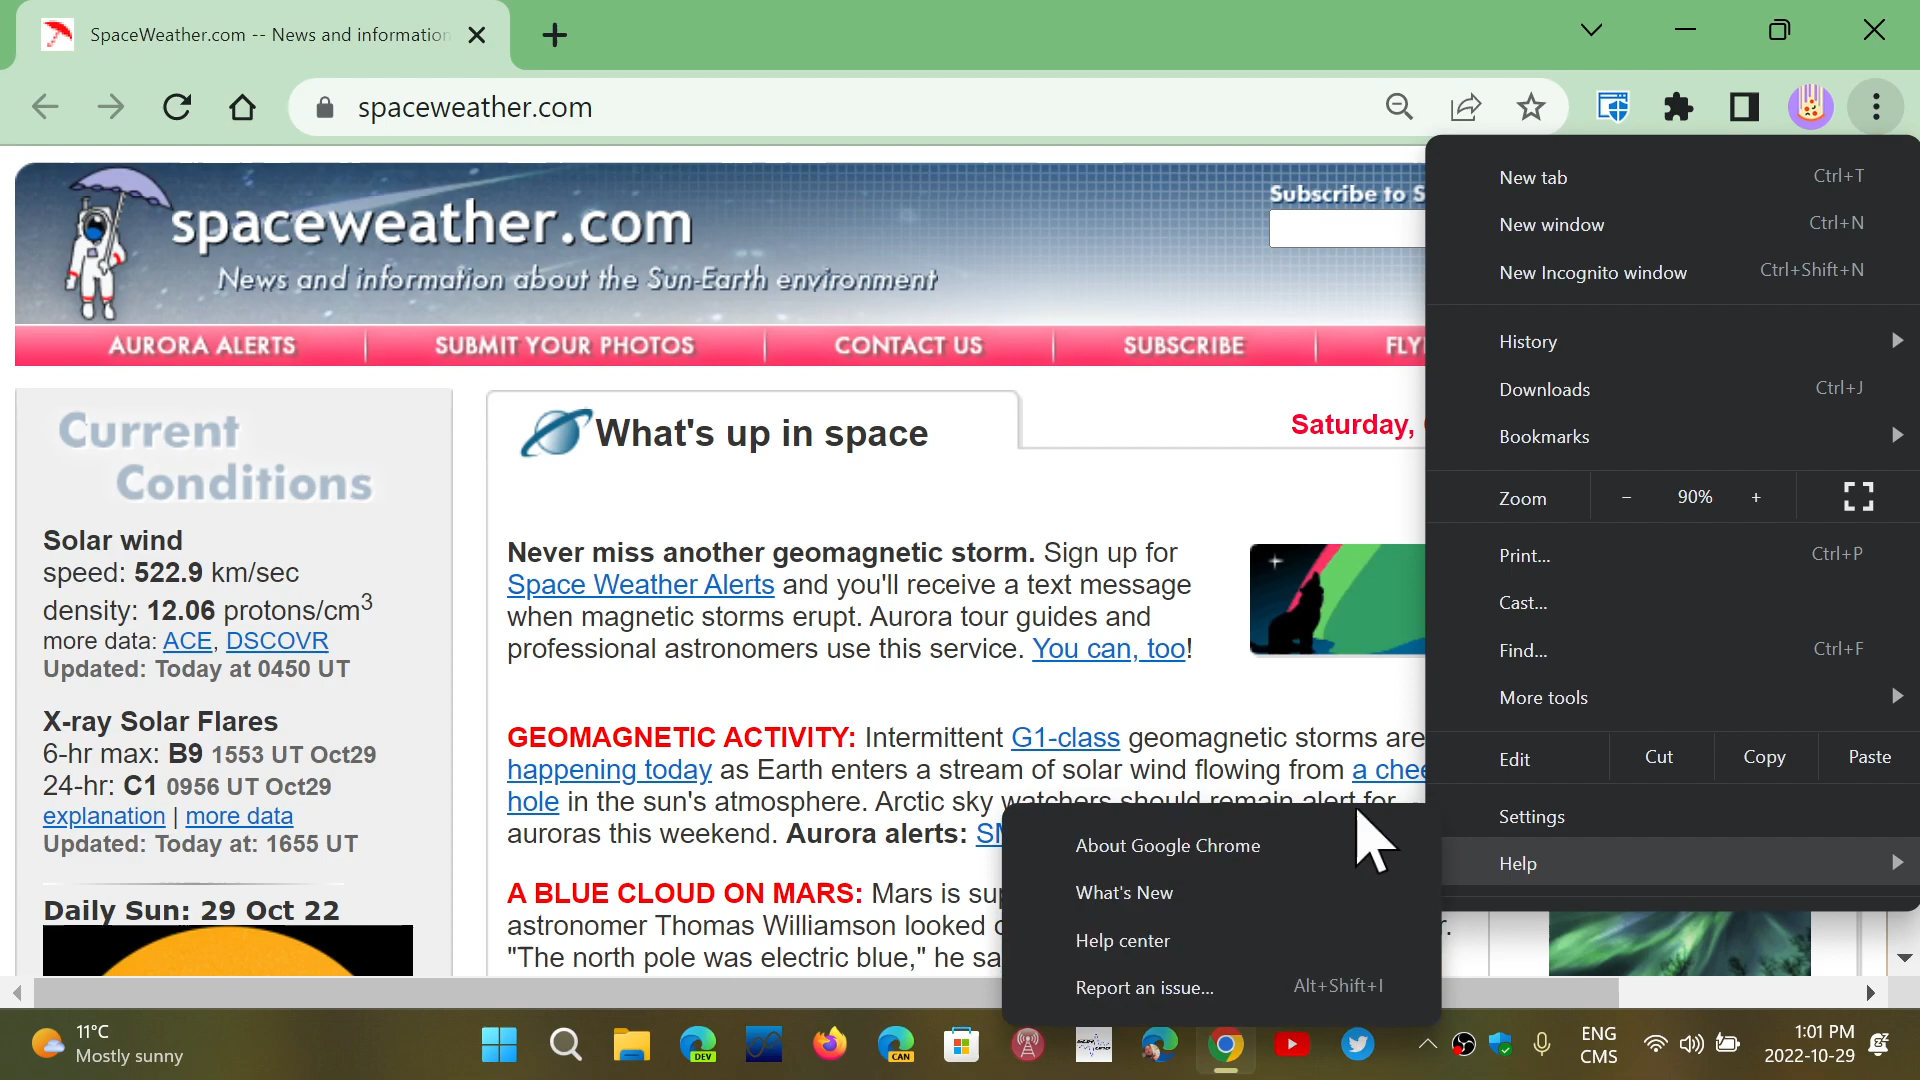 SpaceWeather.com -- News and information
spaceweather.com
spaceweather.com
News and information about the Sun-Earth environment
Subscribe to S
AURORA ALERTS
SUBMIT YOUR PHOTOS
CONTACT US
SUBSCRIBE
FLY
Current
Conditions
Solar wind
speed: 522.9 km/sec
density: 12.06 protons/cm3
more data: ACE, DSCOVR
Updated: Today at 0450 UT
X-ray Solar Flares
6-hr max: B9 1553 UT Oct29
24-hr: C1 0956 UT Oct29
explanation | more data
Updated: Today at: 1655 UT
Daily Sun: 29 Oct 22
What's up in space
Saturday,
Never miss another geomagnetic storm. Sign up for
Space Weather Alerts and you'll receive a text message
when magnetic storms erupt. Aurora tour guides and
professional astronomers use this service. You can, too!
GEOMAGNETIC ACTIVITY: Intermittent G1-class geomagnetic storms are
happening today as Earth enters a stream of solar wind flowing from a chee
hole in the sun's atmosphere. Arctic sky watchers should remain alert for
auroras this weekend. Aurora alerts: SM
A BLUE CLOUD ON MARS: Mars is sup
astronomer Thomas Williamson looked
"The north pole was electric blue," he sa
r.
New tab Ctrl+T
New window Ctrl+N
New Incognito window Ctrl+Shift+N
History
Downloads Ctrl+J
Bookmarks
Zoom - 90% +
Print... Ctrl+P
Cast...
Find... Ctrl+F
More tools
Edit Cut Copy Paste
Settings
Help
About Google Chrome
What's New
Help center
Report an issue... Alt+Shift+I
11°C
Mostly sunny
DEV
CAN
ENG
CMS
1:01 PM
2022-10-29